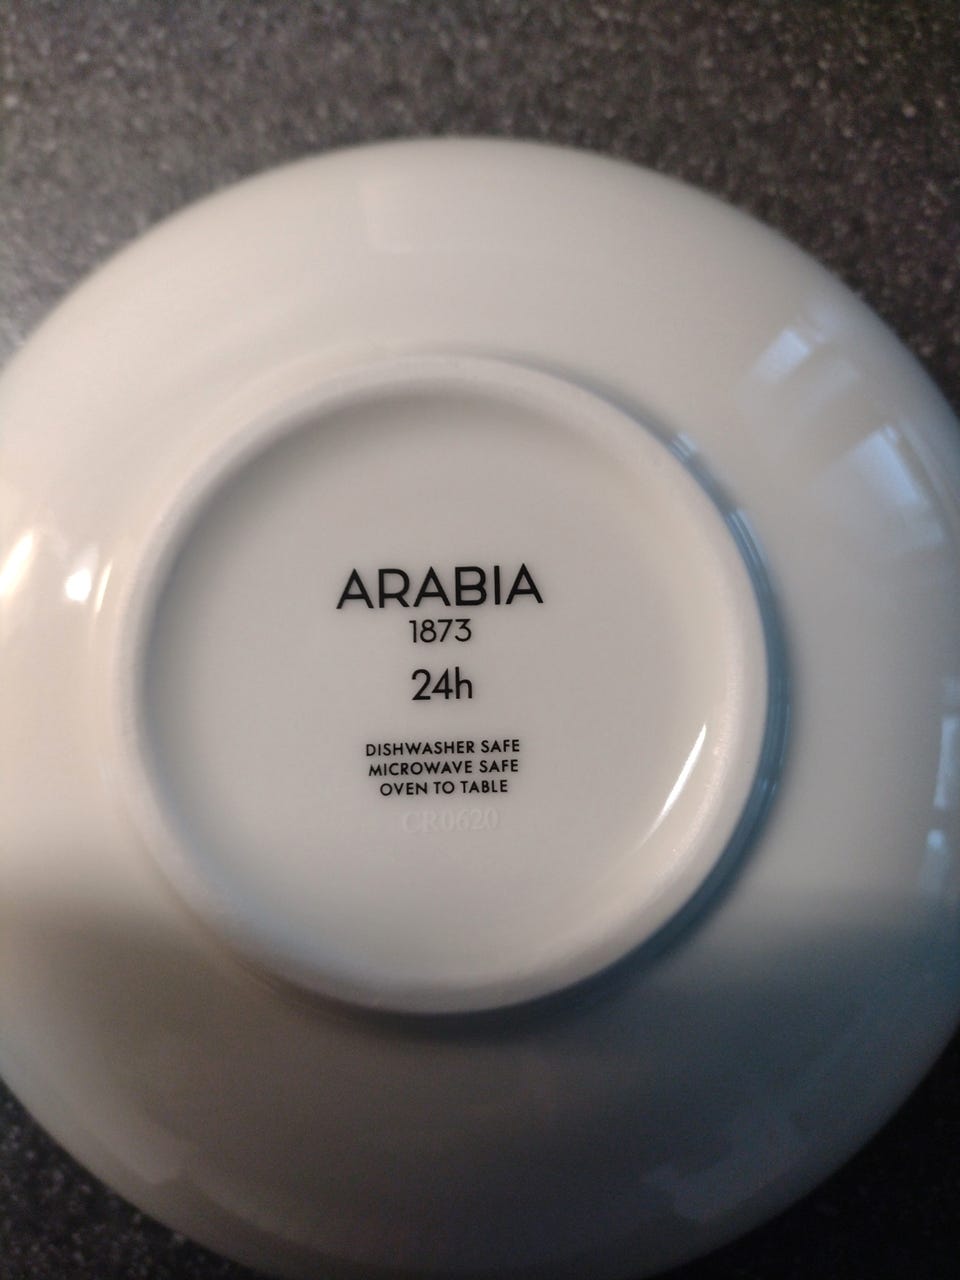 ARABIA
1873
24h
DISHWASHER SAFE
MICROWAVE SAFE
OVEN TO TABLE
CR0620